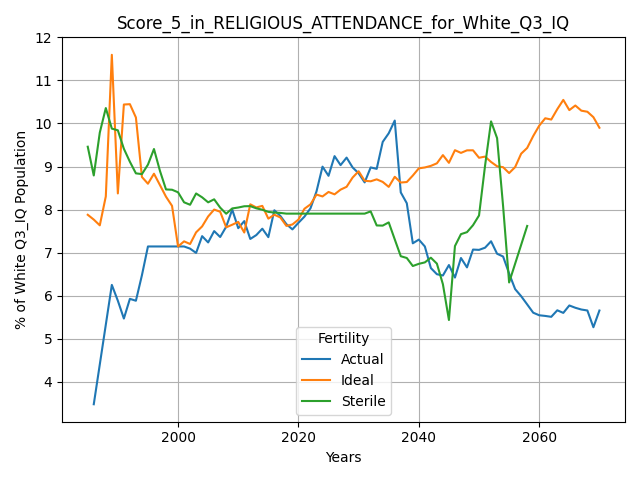 Score_5_in_RELIGIOUS_ATTENDANCE_for_White_Q3_IQ
% of White Q3_IQ Population
12
11
10
9
8
7
6
5
4
Fertility
Actual
Ideal
Sterile
2000
2020
2040
2060
Years